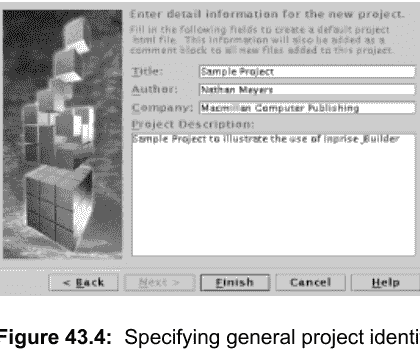 Enter detail information for the new project.
Fill in the following fields to create a default project
html file. This information will also be added as a
comment block to all new files added to this project.
Title: Sample Project
Author: Nathan Meyers
Company: Macmillan Computer Publishing
Project Description:
Sample Project to illustrate the use of Inprise JBuilder
< Back Next > Finish Cancel Help
Figure 43.4: Specifying general project identi